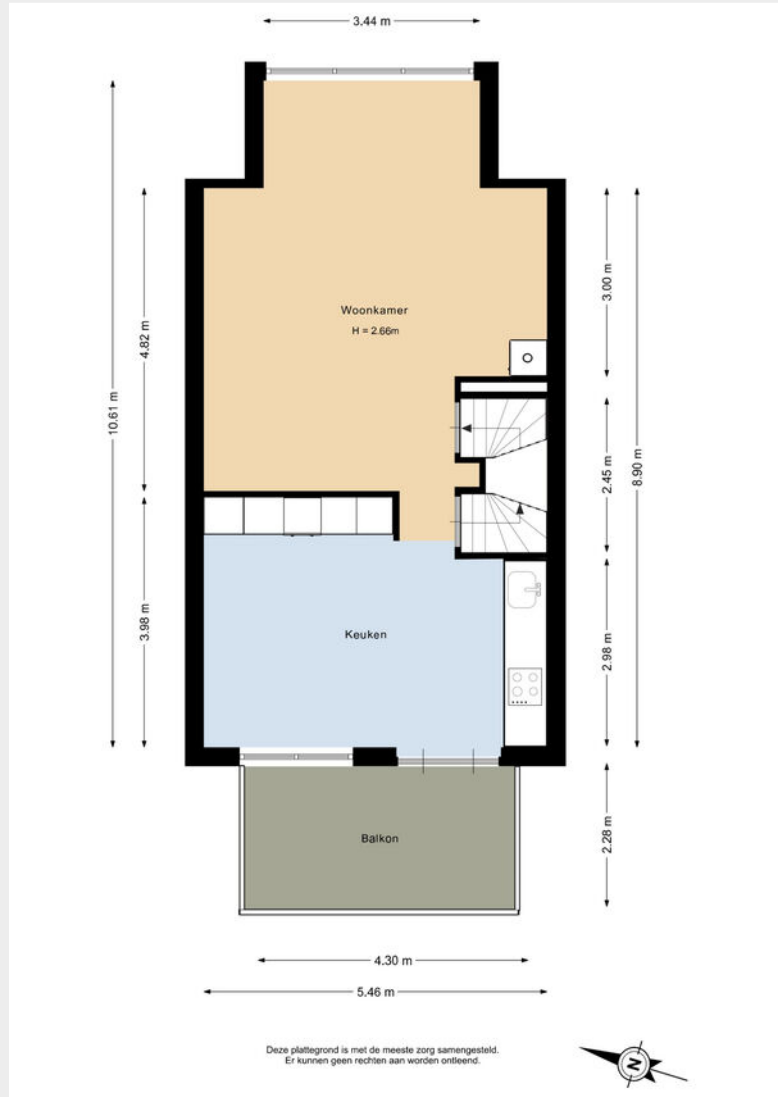 3.44 m
10.61 m
4.82 m
3.98 m
3.00 m
2.45 m
8.90 m
2.98 m
2.28 m
Woonkamer
H = 2.66m
Keuken
Balkon
4.30 m
5.46 m
Deze plattegrond is met de meeste zorg samengesteld.
Er kunnen geen rechten aan worden ontleend.
N